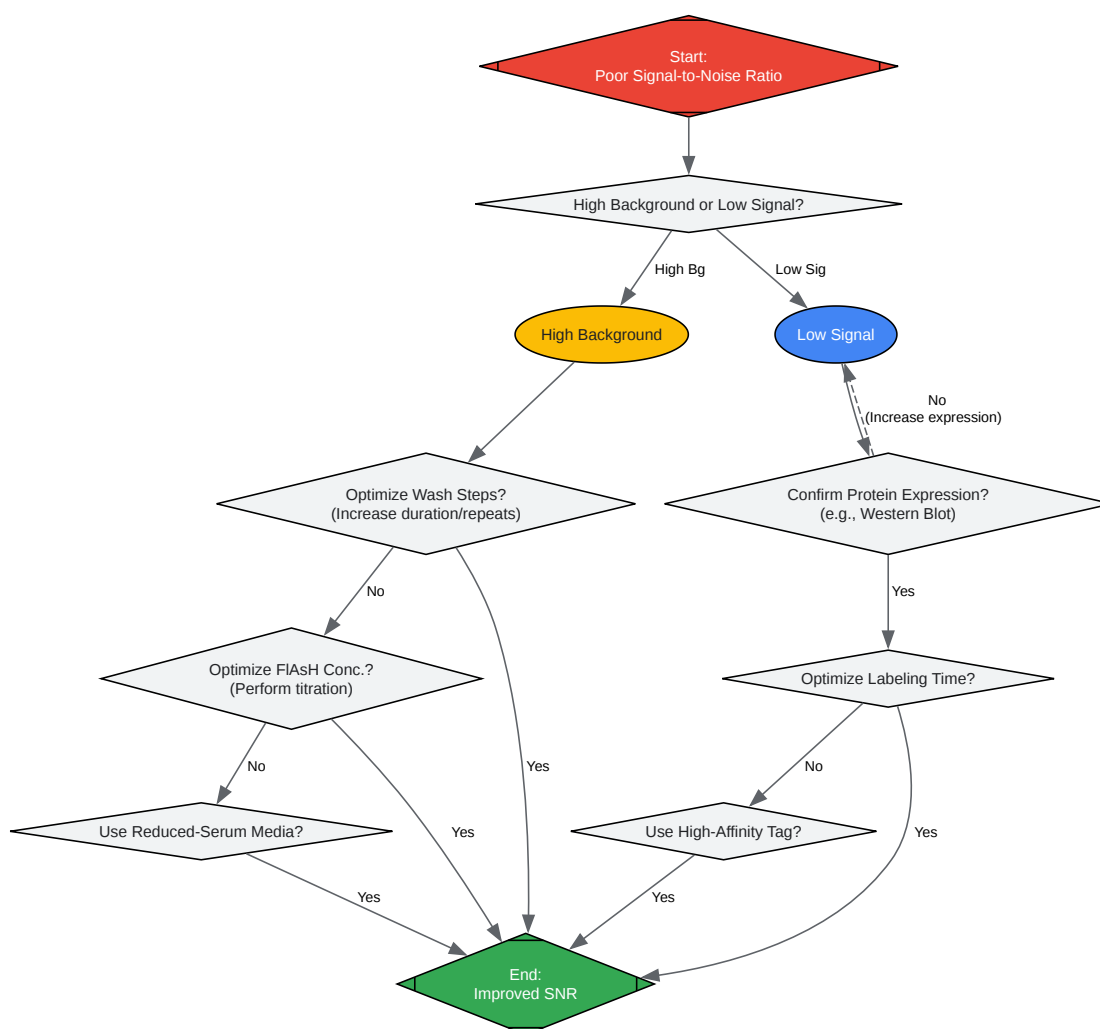 Start:
Poor Signal-to-Noise Ratio
High Background or Low Signal?
High Bg
Low Sig
High Background
Low Signal
No
(Increase expression)
Optimize Wash Steps?
(Increase duration/repeats)
Confirm Protein Expression?
(e.g., Western Blot)
No
Yes
Optimize FlAsH Conc.?
(Perform titration)
Optimize Labeling Time?
No
Yes
No
Use Reduced-Serum Media?
Yes
Use High-Affinity Tag?
Yes
Yes
Yes
End:
Improved SNR